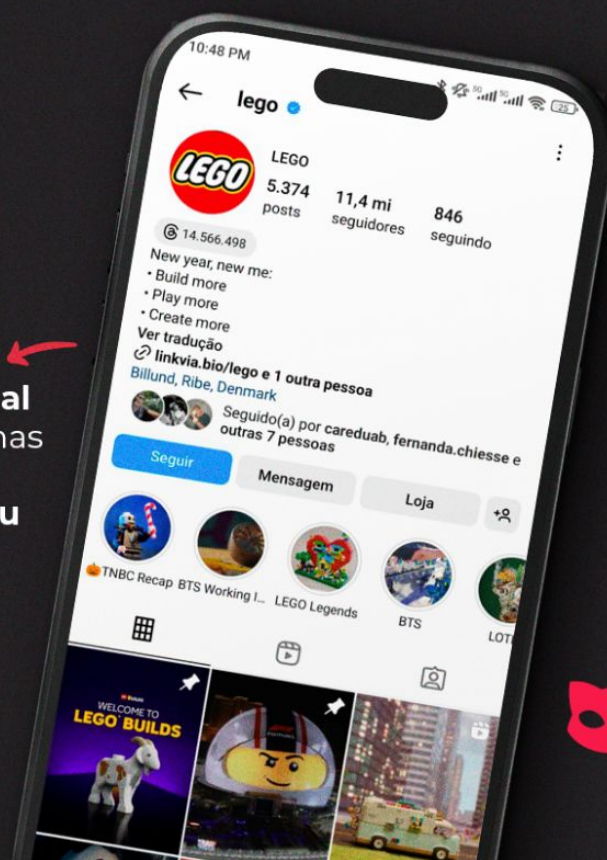 10:48 PM
5G 5G 25
lego
LEGO
LEGO
5.374 11,4 mi 846
posts seguidores seguindo
14.566.498
New year, new me:
• Build more
• Play more
• Create more
Ver tradução
linkvia.bio/lego e 1 outra pessoa
Billund, Ribe, Denmark
Seguido(a) por careduab, fernanda.chiesse e
outras 7 pessoas
al
nas
u
Seguir Mensagem Loja
🎃TNBC Recap BTS Working I... LEGO Legends BTS LOT
WELCOME TO
LEGO® BUILDS